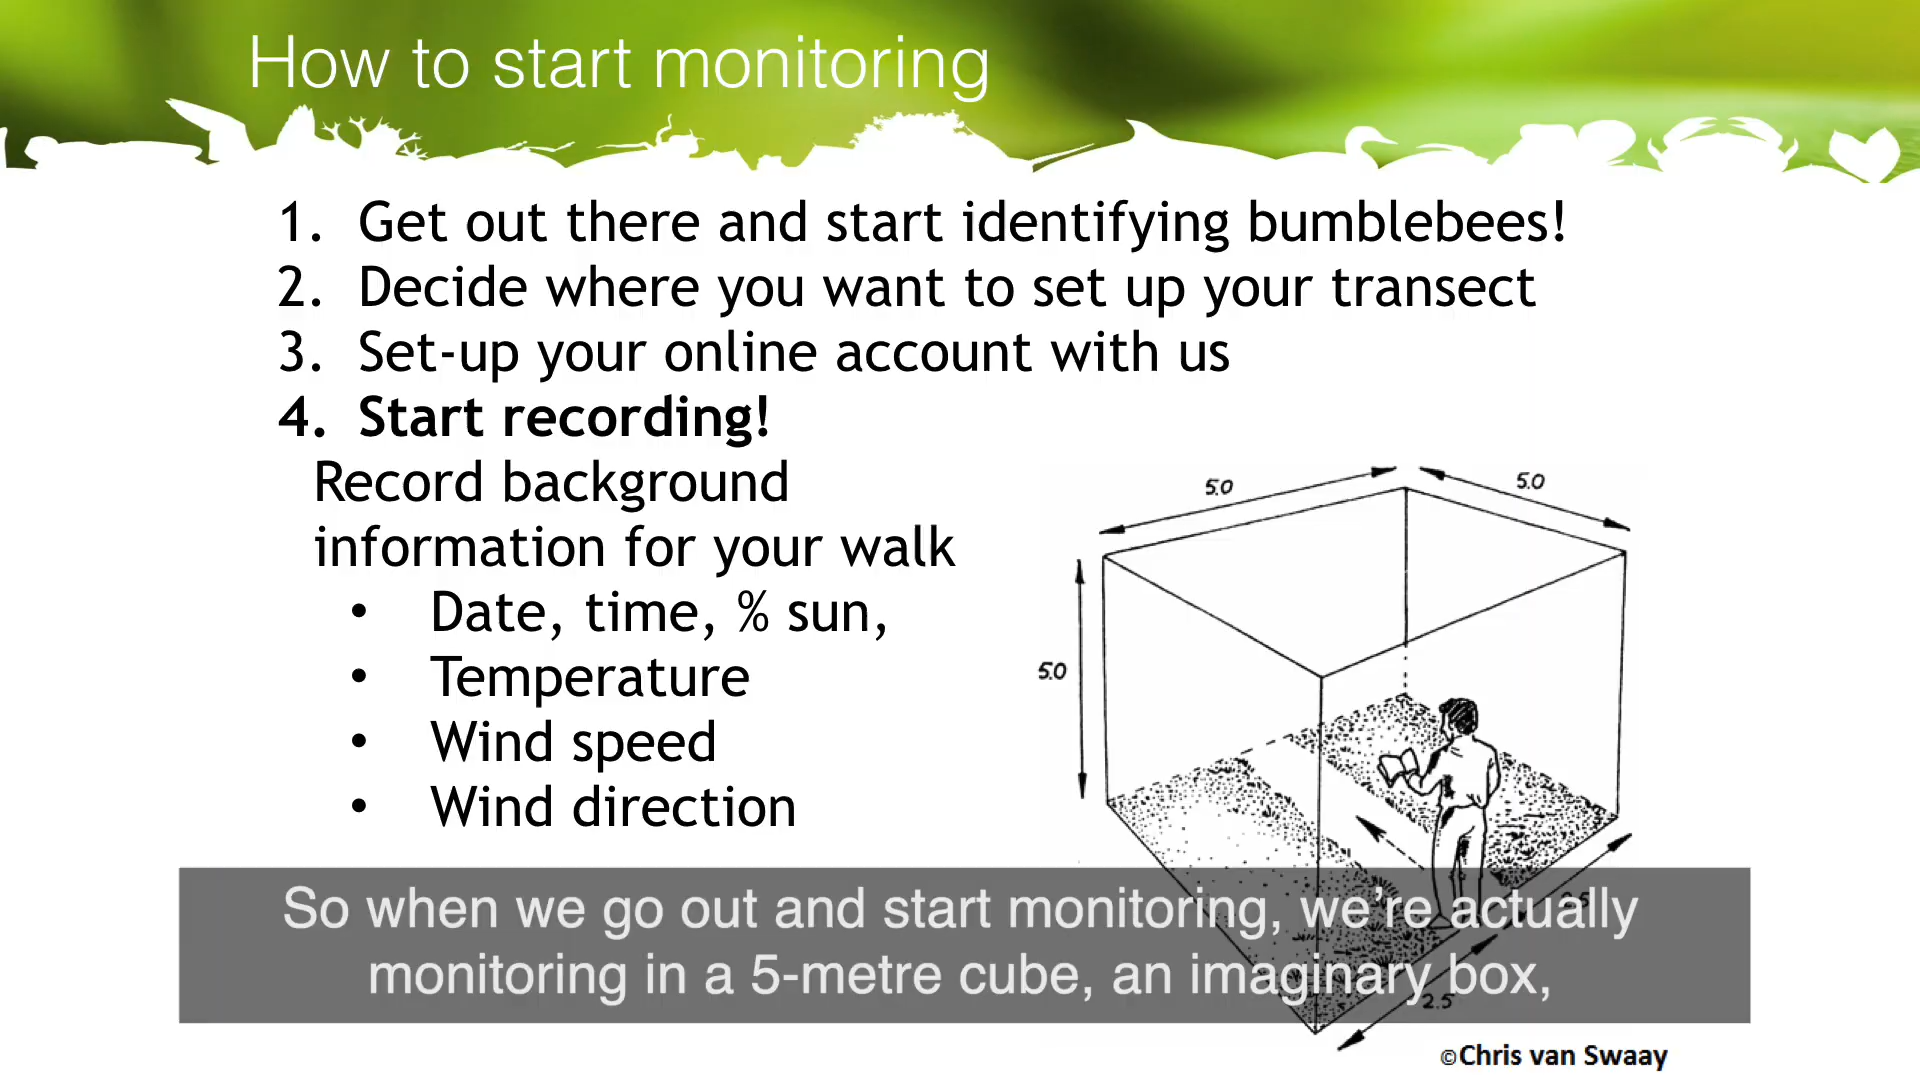 How to start monitoring
1. Get out there and start identifying bumblebees!
2. Decide where you want to set up your transect
3. Set-up your online account with us
4. Start recording!
Record background
information for your walk
• Date, time, % sun,
• Temperature
• Wind speed
• Wind direction
5.0
5.0
5.0
2.5
2.5
So when we go out and start monitoring, we're actually
monitoring in a 5-metre cube, an imaginary box,
©Chris van Swaay